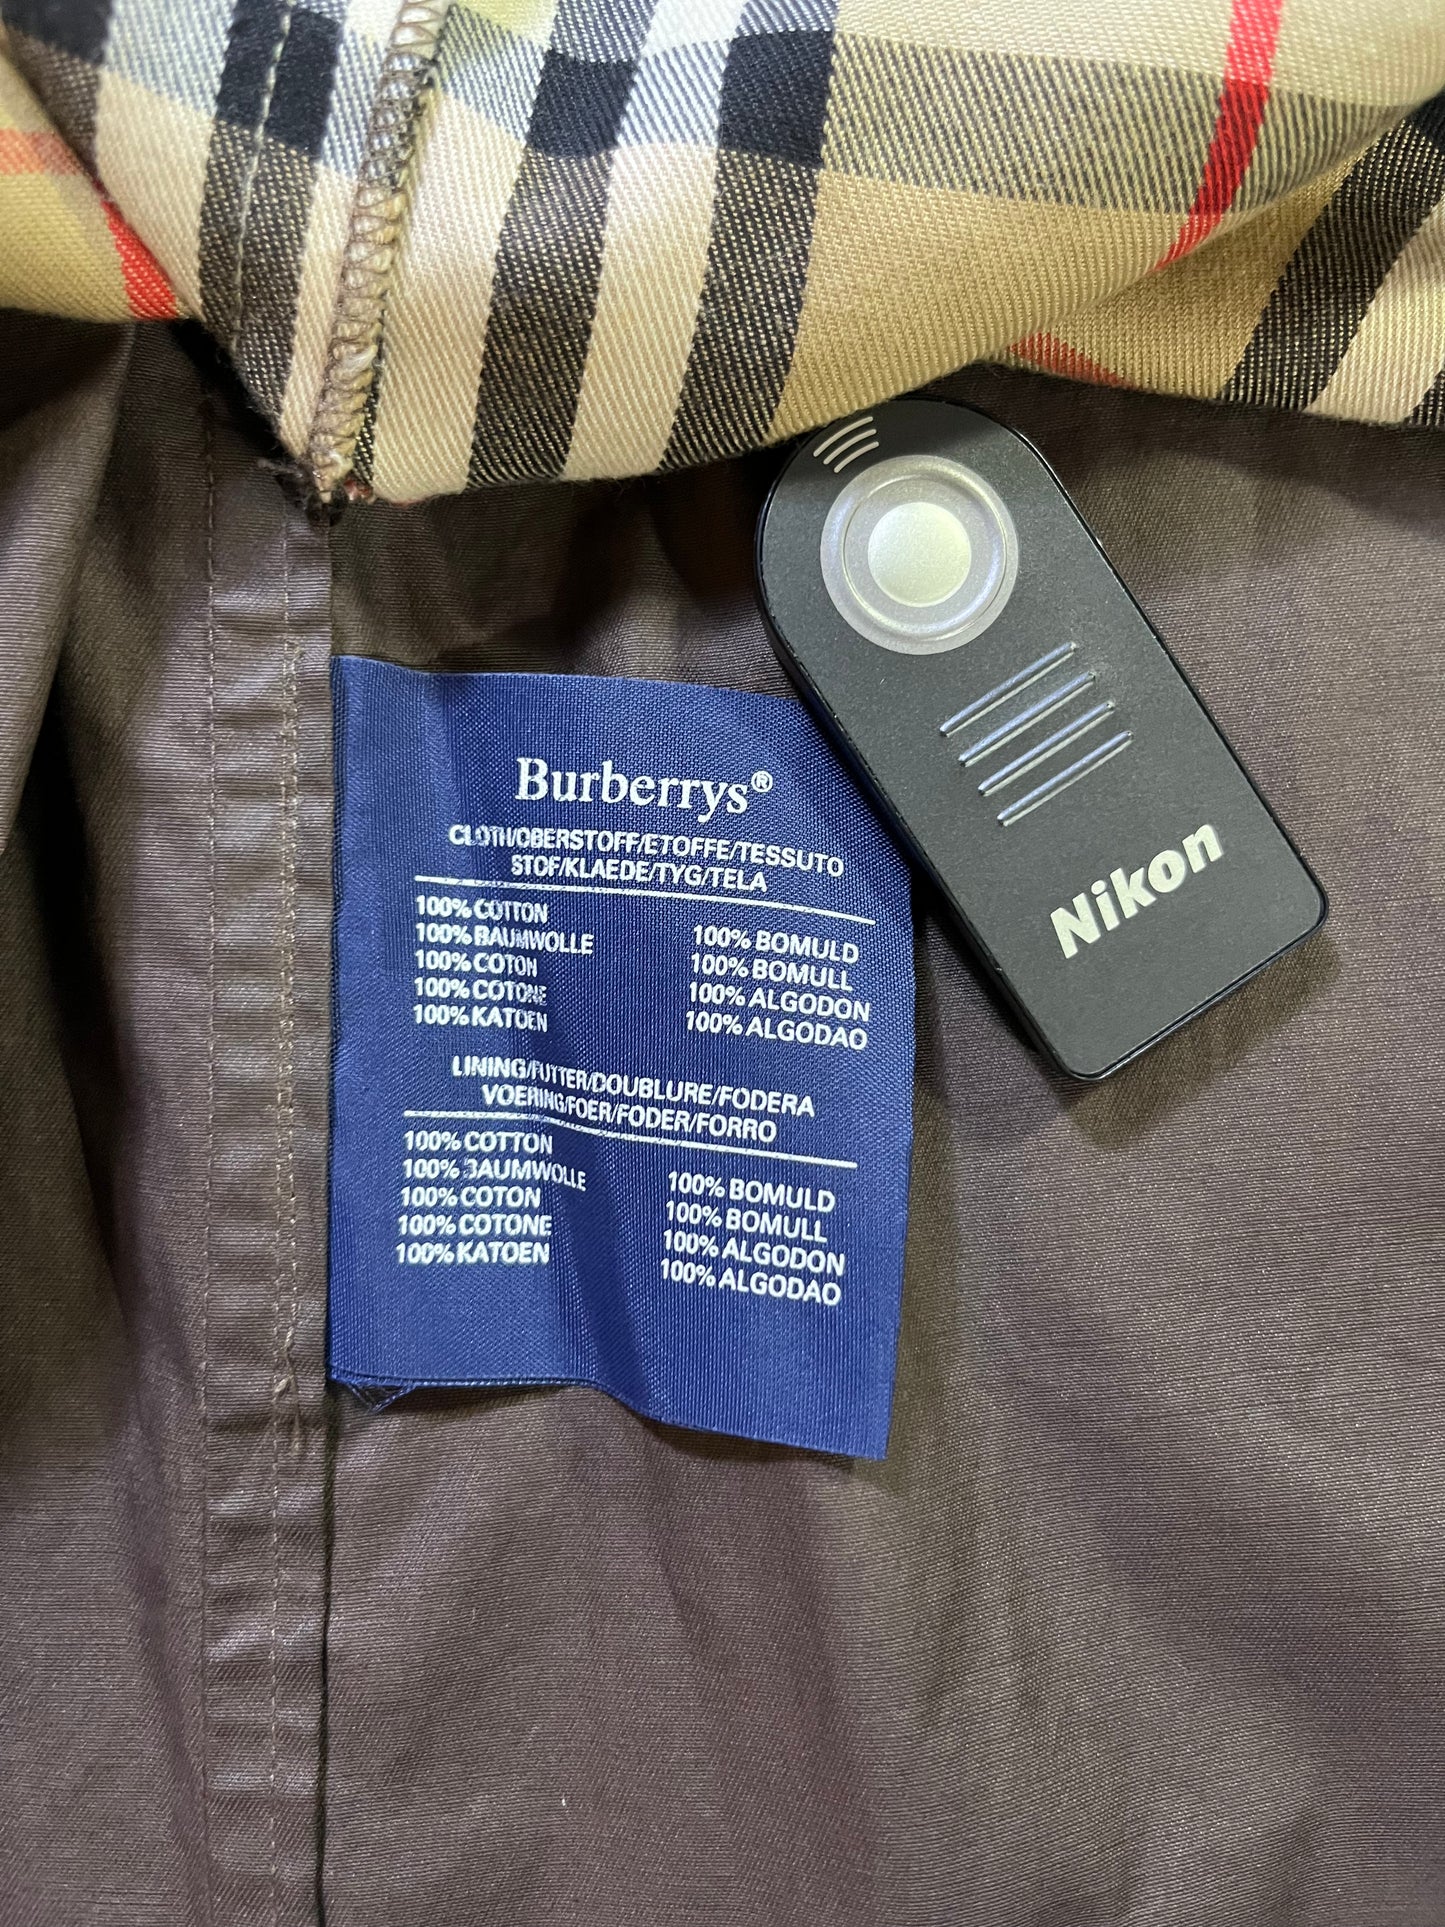 Burberrys®
CLOTH/OBERSTOFF/ETOFFE/TESSUTO
STOF/KLAEDE/TYG/TELA
100% COTTON
100% BAUMWOLLE
100% COTON
100% COTONE
100% KATOEN
100% BOMULD
100% BOMULL
100% ALGODON
100% ALGODAO
LINING/FUTTER/DOUBLURE/FODERA
VOERING/FOER/FODER/FORRO
100% COTTON
100% BAUMWOLLE
100% COTON
100% COTONE
100% KATOEN
100% BOMULD
100% BOMULL
100% ALGODON
100% ALGODAO
Nikon